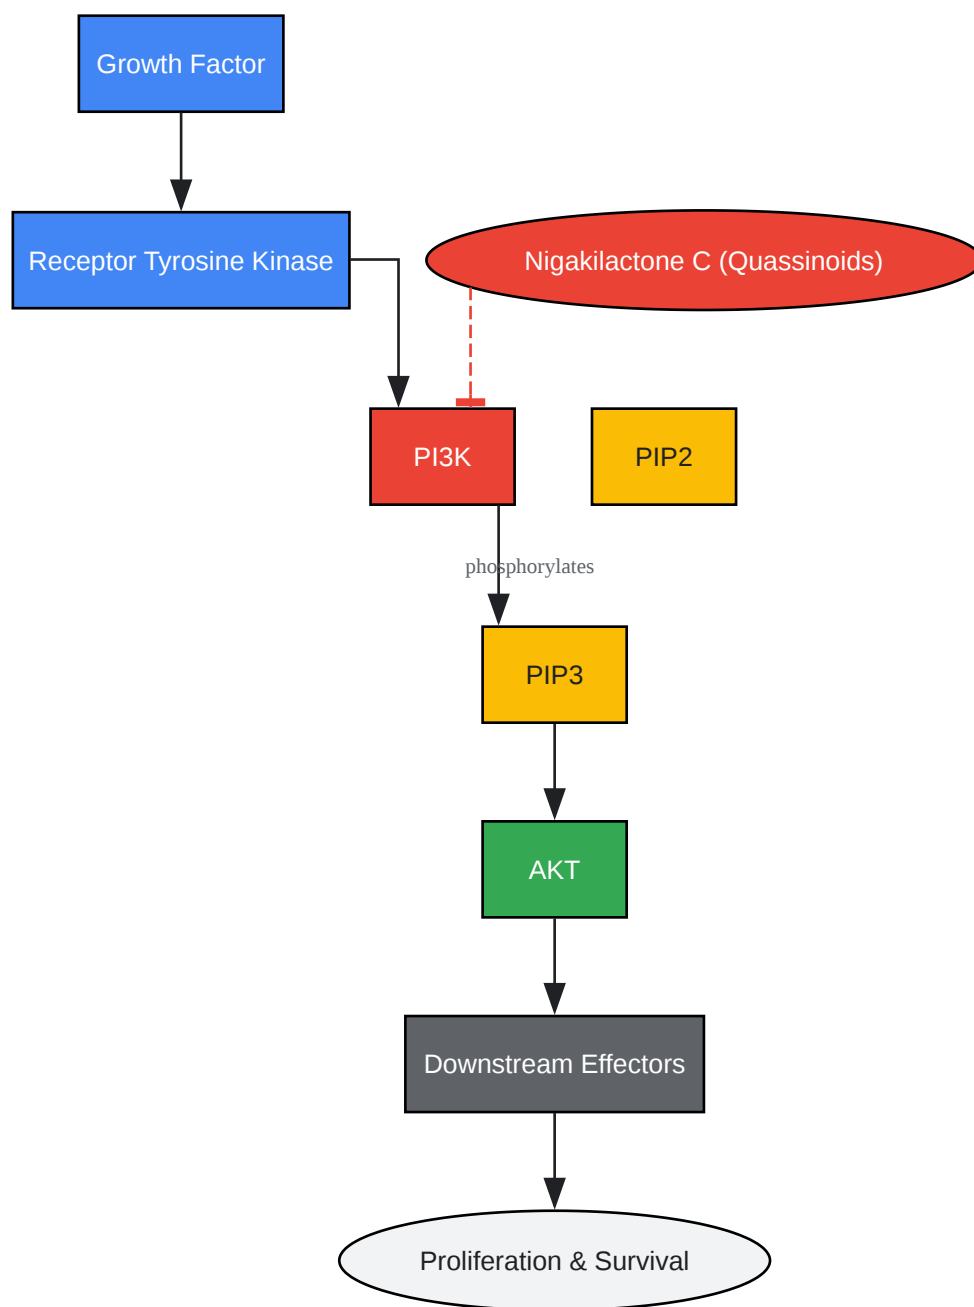 Growth Factor
Receptor Tyrosine Kinase
Nigakilactone C (Quassinoids)
PI3K
PIP2
phosphorylates
PIP3
AKT
Downstream Effectors
Proliferation & Survival